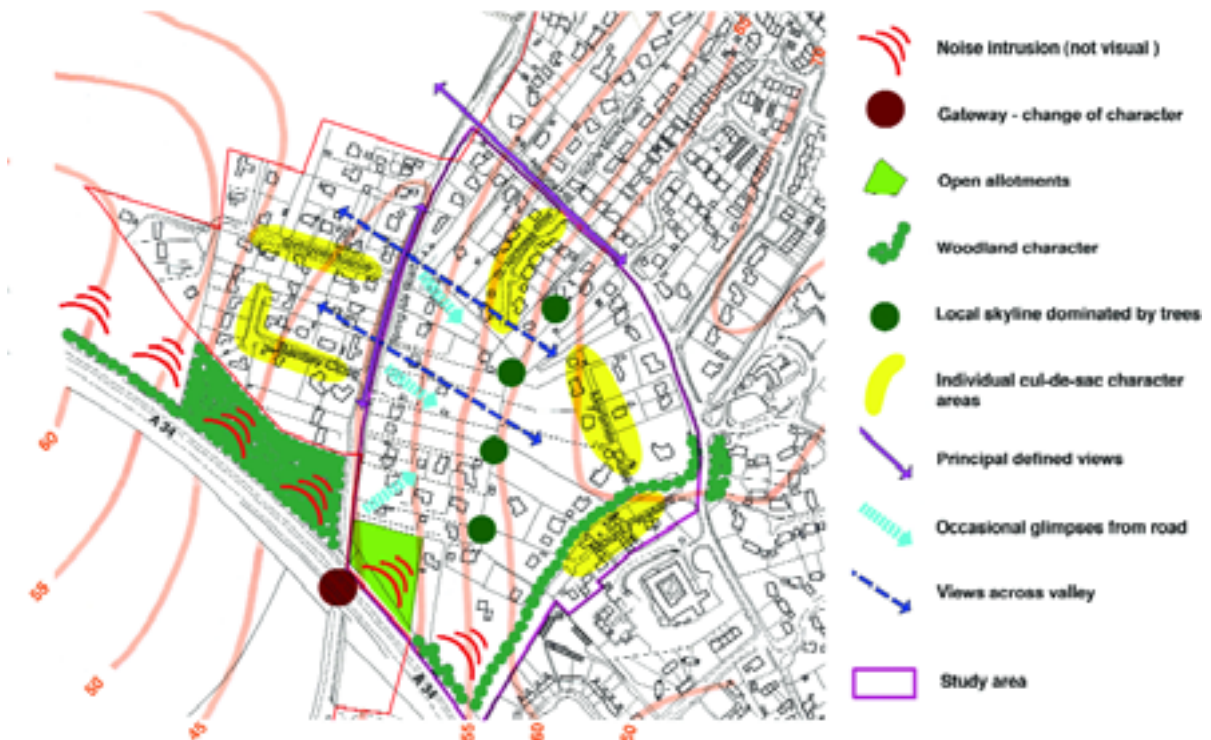 Noise intrusion (not visual )
Gateway - change of character
Open allotments
Woodland character
Local skyline dominated by trees
Individual cul-de-sac character
areas
Principal defined views
Occasional glimpses from road
Views across valley
Study area
A 34
A 34
60
55
50
45
55
60
50